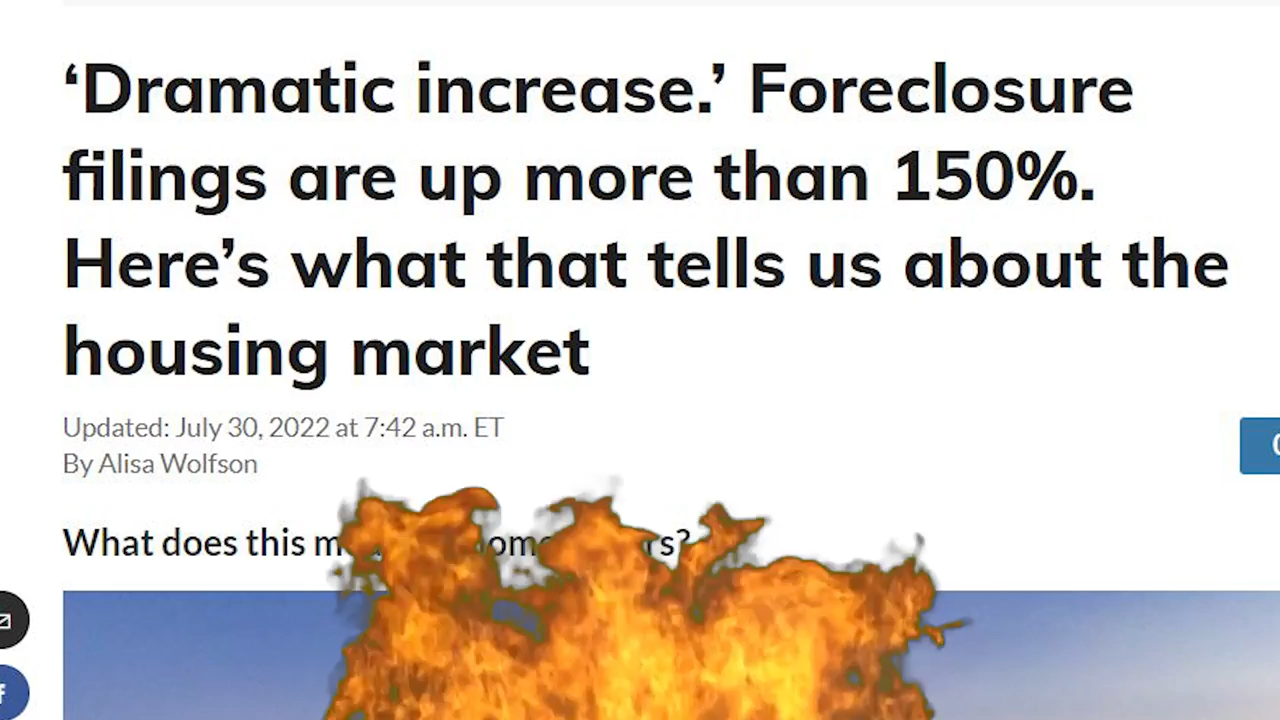 ‘Dramatic increase.’ Foreclosure
filings are up more than 150%.
Here’s what that tells us about the
housing market
Updated: July 30, 2022 at 7:42 a.m. ET
By Alisa Wolfson
What does this